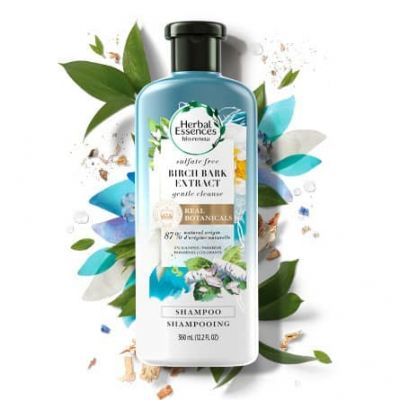 Herbal
Essences
bio:renew
sulfate free
BIRCH BARK
EXTRACT
gentle cleanse
REAL
BOTANICALS
87% natural origin
d'origine naturelle
SHAMPOO
SHAMPOOING
360 mL (12.2 FL OZ)